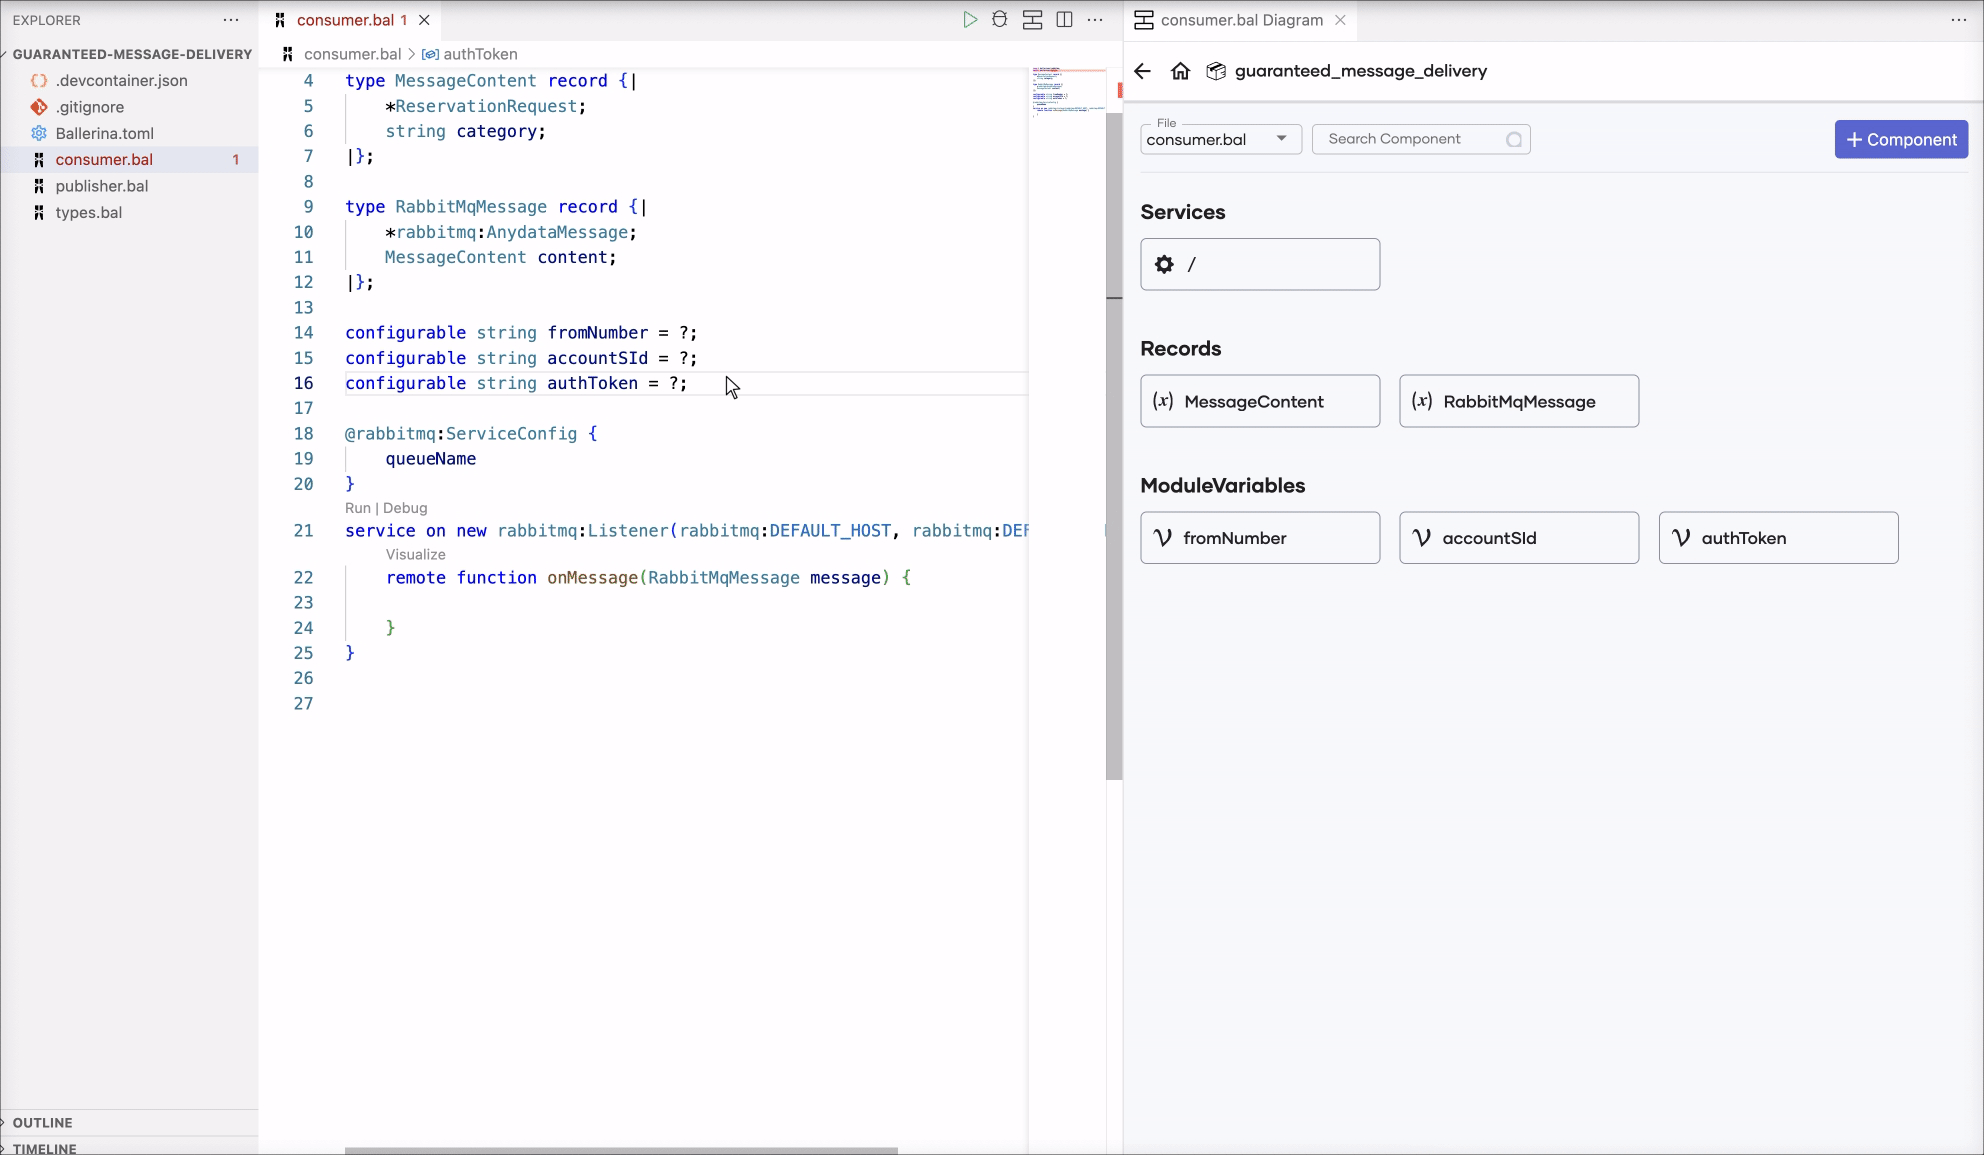 EXPLORER
GUARANTEED-MESSAGE-DELIVERY
.devcontainer.json
.gitignore
Ballerina.toml
consumer.bal 1
publisher.bal
types.bal
OUTLINE
TIMELINE
consumer.bal 1
consumer.bal > authToken
4 type MessageContent record {|
5 *ReservationRequest;
6 string category;
7 |};
8
9 type RabbitMqMessage record {|
10 *rabbitmq:AnydataMessage;
11 MessageContent content;
12 |};
13
14 configurable string fromNumber = ?;
15 configurable string accountSId = ?;
16 configurable string authToken = ?;
17
18 @rabbitmq:ServiceConfig {
19 queueName
20 }
Run | Debug
21 service on new rabbitmq:Listener(rabbitmq:DEFAULT_HOST, rabbitmq:DEF
Visualize
22 remote function onMessage(RabbitMqMessage message) {
23
24 }
25 }
26
27
consumer.bal Diagram
guaranteed_message_delivery
File
consumer.bal
Search Component
+ Component
Services
/
Records
(x) MessageContent
(x) RabbitMqMessage
ModuleVariables
fromNumber
accountSId
authToken